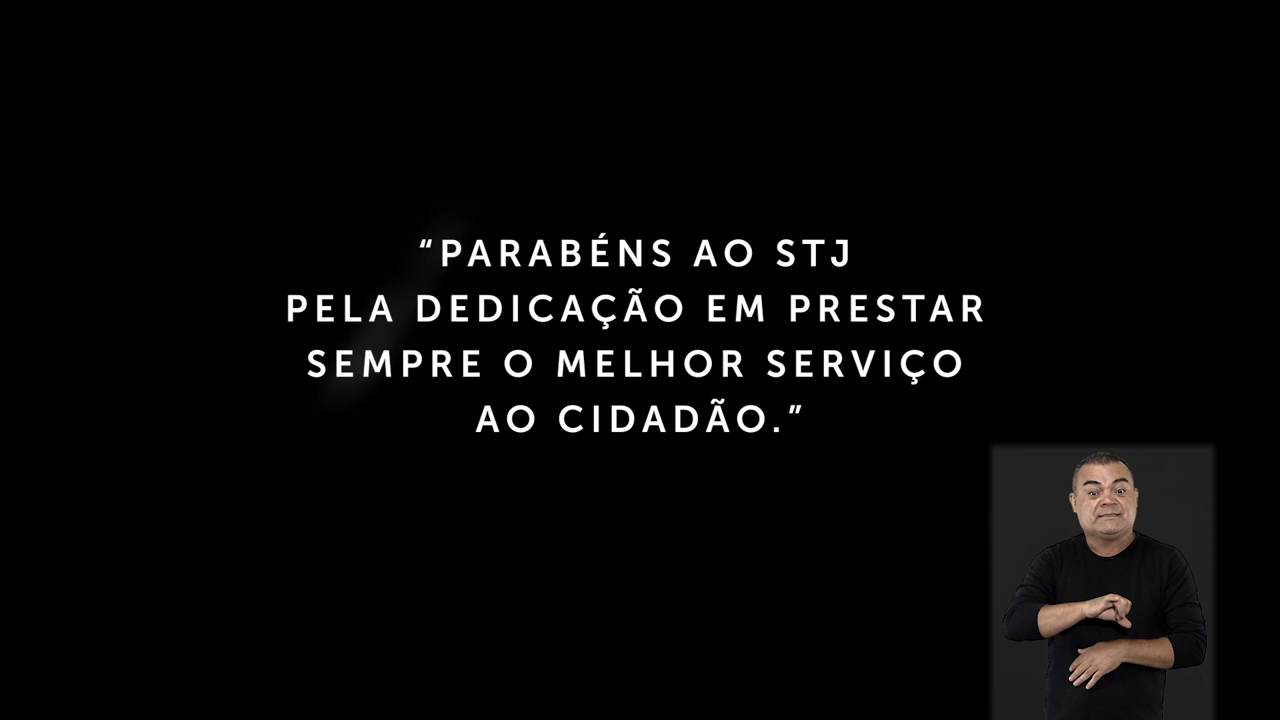 “PARABÉNS AO STJ
PELA DEDICAÇÃO EM PRESTAR
SEMPRE O MELHOR SERVIÇO
AO CIDADÃO.”